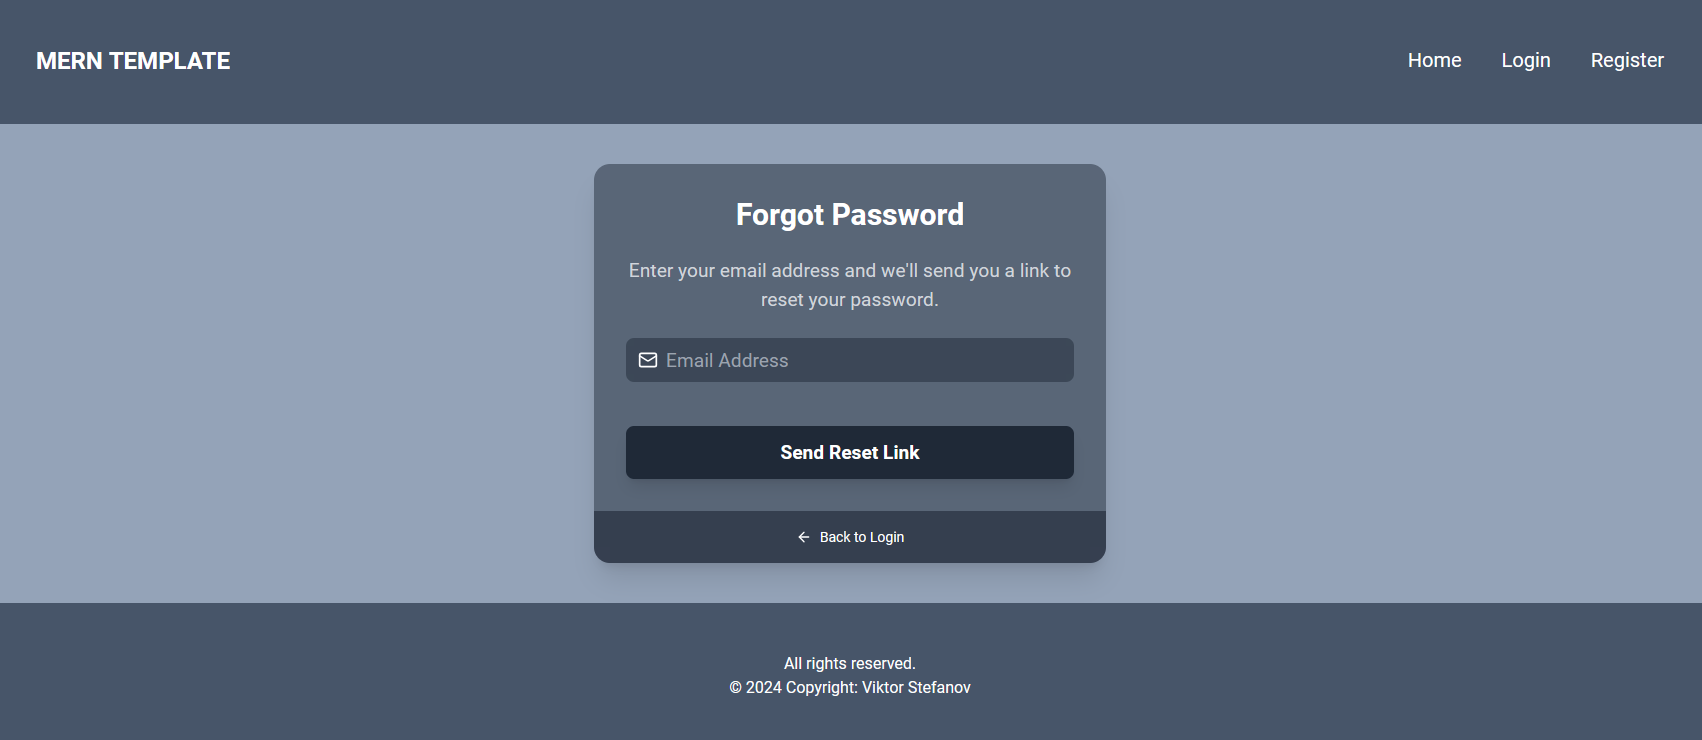 MERN TEMPLATE
Home Login Register
Forgot Password
Enter your email address and we'll send you a link to
reset your password.
Email Address
Send Reset Link
Back to Login
All rights reserved.
© 2024 Copyright: Viktor Stefanov